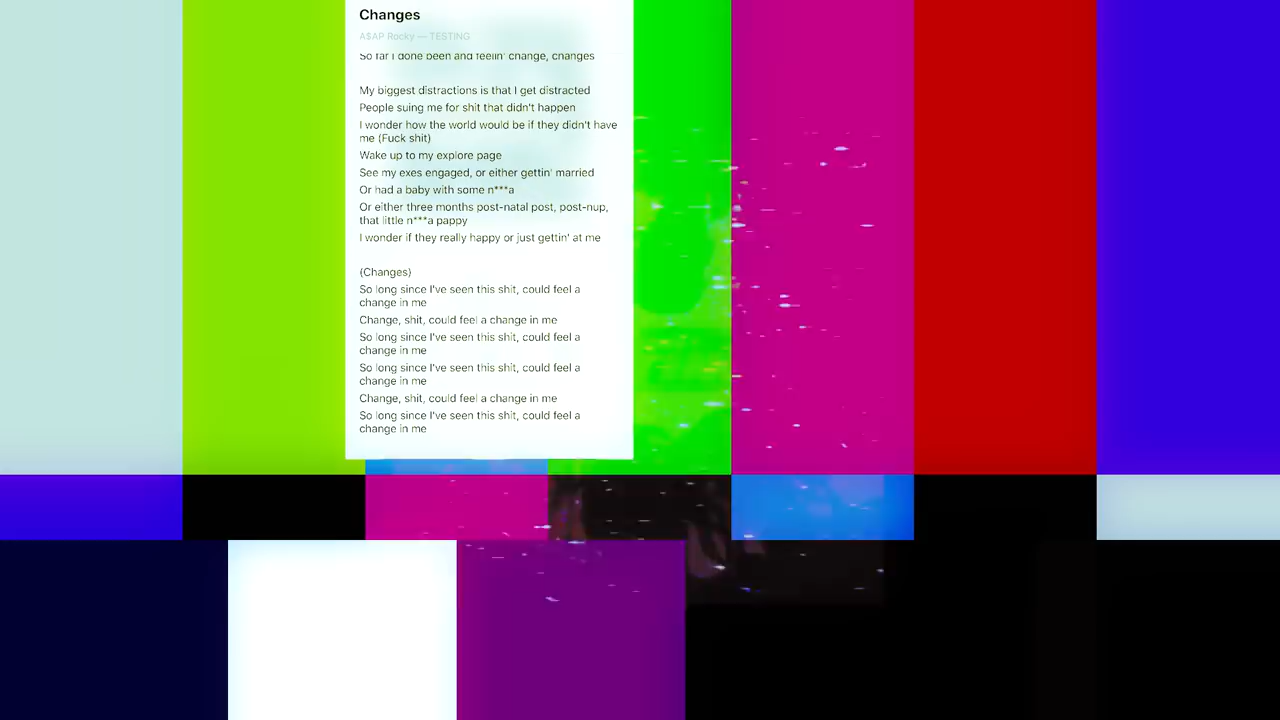 Changes
A$AP Rocky — TESTING
So far I done been and feelin' change, changes
My biggest distractions is that I get distracted
People suing me for shit that didn't happen
I wonder how the world would be if they didn't have
me (Fuck shit)
Wake up to my explore page
See my exes engaged, or either gettin' married
Or had a baby with some n***a
Or either three months post-natal post, post-nup,
that little n***a pappy
I wonder if they really happy or just gettin' at me
(Changes)
So long since I've seen this shit, could feel a
change in me
Change, shit, could feel a change in me
So long since I've seen this shit, could feel a
change in me
So long since I've seen this shit, could feel a
change in me
Change, shit, could feel a change in me
So long since I've seen this shit, could feel a
change in me